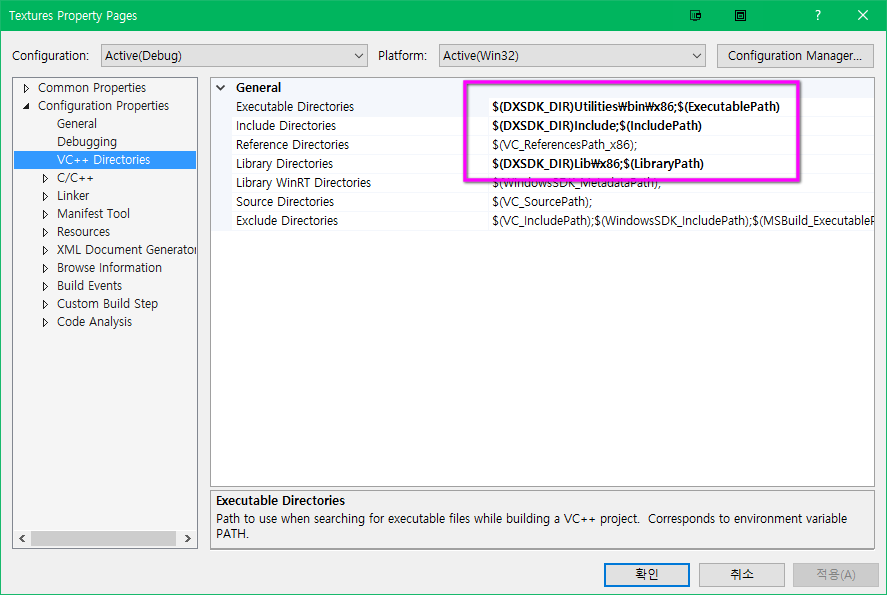 Textures Property Pages
?
Configuration: Active(Debug) Platform: Active(Win32) Configuration Manager...
Common Properties
Configuration Properties
General
Debugging
VC++ Directories
C/C++
Linker
Manifest Tool
Resources
XML Document Generator
Browse Information
Build Events
Custom Build Step
Code Analysis
General
Executable Directories $(DXSDK_DIR)Utilities₩bin₩x86;$(ExecutablePath)
Include Directories $(DXSDK_DIR)Include;$(IncludePath)
Reference Directories $(VC_ReferencesPath_x86);
Library Directories $(DXSDK_DIR)Lib₩x86;$(LibraryPath)
Library WinRT Directories $(WindowsSDK_MetadataPath);
Source Directories $(VC_SourcePath);
Exclude Directories $(VC_IncludePath);$(WindowsSDK_IncludePath);$(MSBuild_ExecutableP
Executable Directories
Path to use when searching for executable files while building a VC++ project. Corresponds to environment variable
PATH.
확인 취소 적용(A)